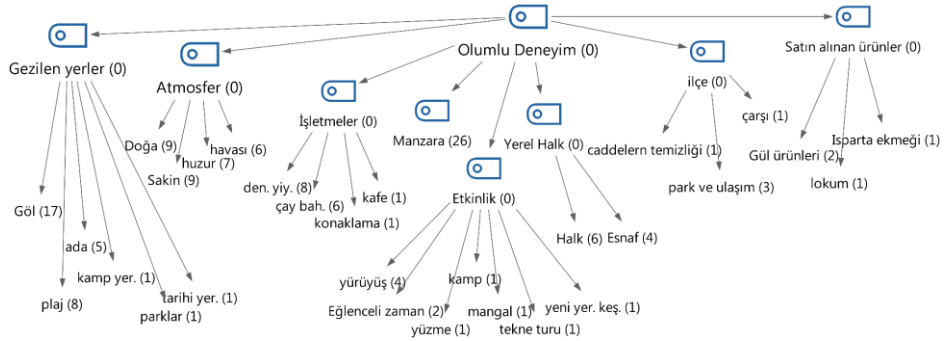 Olumlu Deneyim (0)
Gezilen yerler (0)
Atmosfer (0)
İşletmeler (0)
Manzara (26)
Yerel Halk (0)
Etkinlik (0)
ilçe (0)
Satın alınan ürünler (0)
Göl (17)
plaj (8)
ada (5)
kamp yer. (1)
tarihi yer. (1)
parklar (1)
Doğa (9)
Sakin (9)
huzur (7)
havası (6)
den. yiy. (8)
çay bah. (6)
konaklama (1)
kafe (1)
yürüyüş (4)
Eğlenceli zaman (2)
yüzme (1)
kamp (1)
mangal (1)
tekne turu (1)
yeni yer. keş. (1)
Halk (6)
Esnaf (4)
caddelern temizliği (1)
park ve ulaşım (3)
çarşı (1)
Gül ürünleri (2)
lokum (1)
Isparta ekmeği (1)